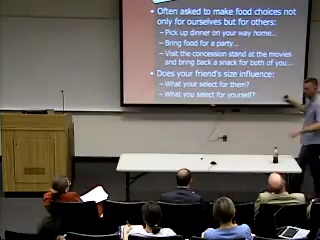 • Often asked to make food choices not
only for ourselves but for others:
– Pick up dinner on your way home...
– Bring food for a party...
– Visit the concession stand at the movies
and bring back a snack for both of you...
• Does your friend's size influence:
– What your select for them?
– What you select for yourself?